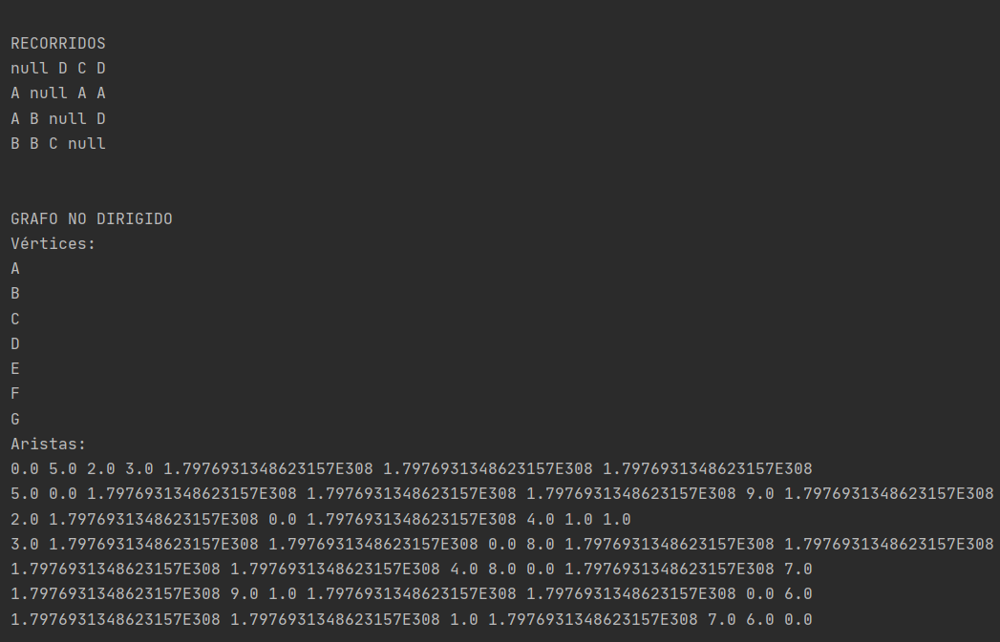 RECORRIDOS
null D C D
A null A A
A B null D
B B C null
GRAFO NO DIRIGIDO
Vértices:
A
B
C
D
E
F
G
Aristas:
0.0 5.0 2.0 3.0 1.7976931348623157E308 1.7976931348623157E308 1.7976931348623157E308
5.0 0.0 1.7976931348623157E308 1.7976931348623157E308 1.7976931348623157E308 9.0 1.7976931348623157E308
2.0 1.7976931348623157E308 0.0 1.7976931348623157E308 4.0 1.0 1.0
3.0 1.7976931348623157E308 1.7976931348623157E308 0.0 8.0 1.7976931348623157E308 1.7976931348623157E308
1.7976931348623157E308 1.7976931348623157E308 4.0 8.0 0.0 1.7976931348623157E308 7.0
1.7976931348623157E308 9.0 1.0 1.7976931348623157E308 1.7976931348623157E308 0.0 6.0
1.7976931348623157E308 1.7976931348623157E308 1.0 1.7976931348623157E308 7.0 6.0 0.0